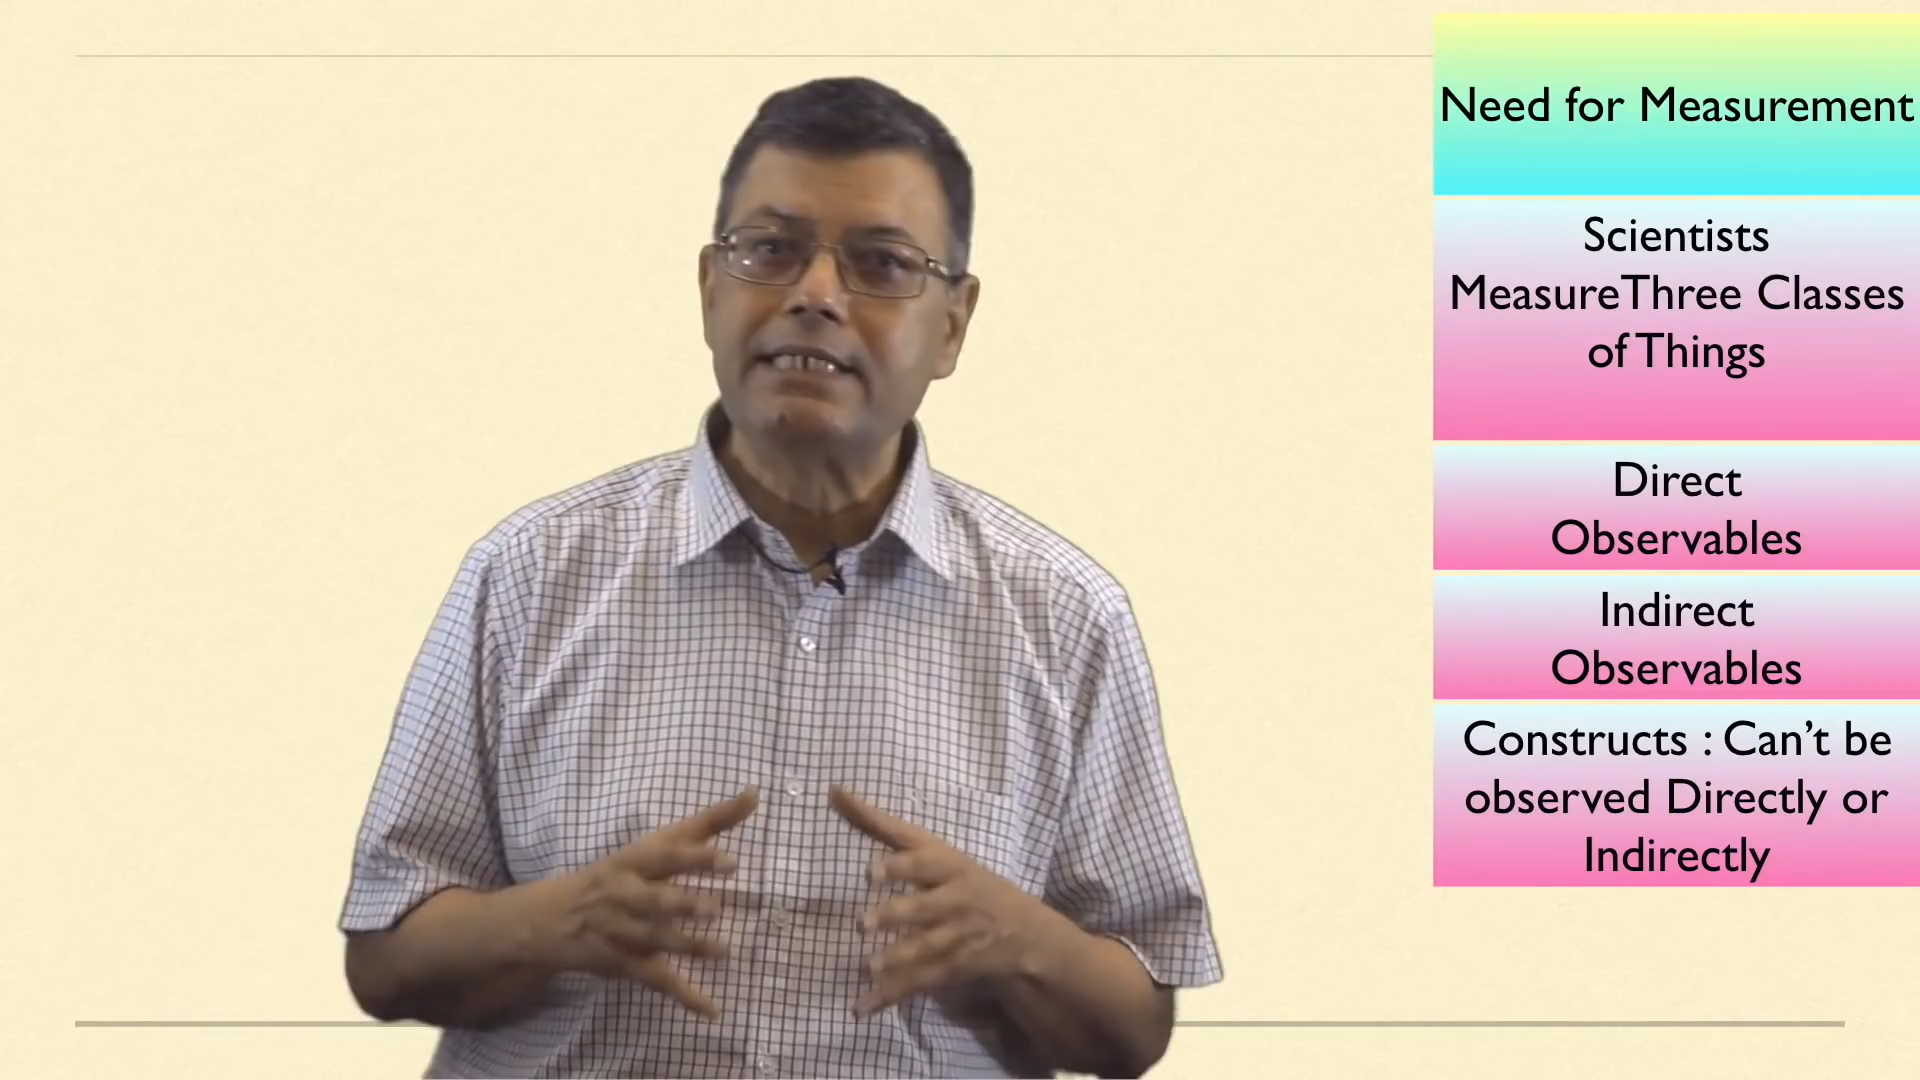 Need for Measurement
Scientists
MeasureThree Classes
of Things
Direct
Observables
Indirect
Observables
Constructs : Can’t be
observed Directly or
Indirectly